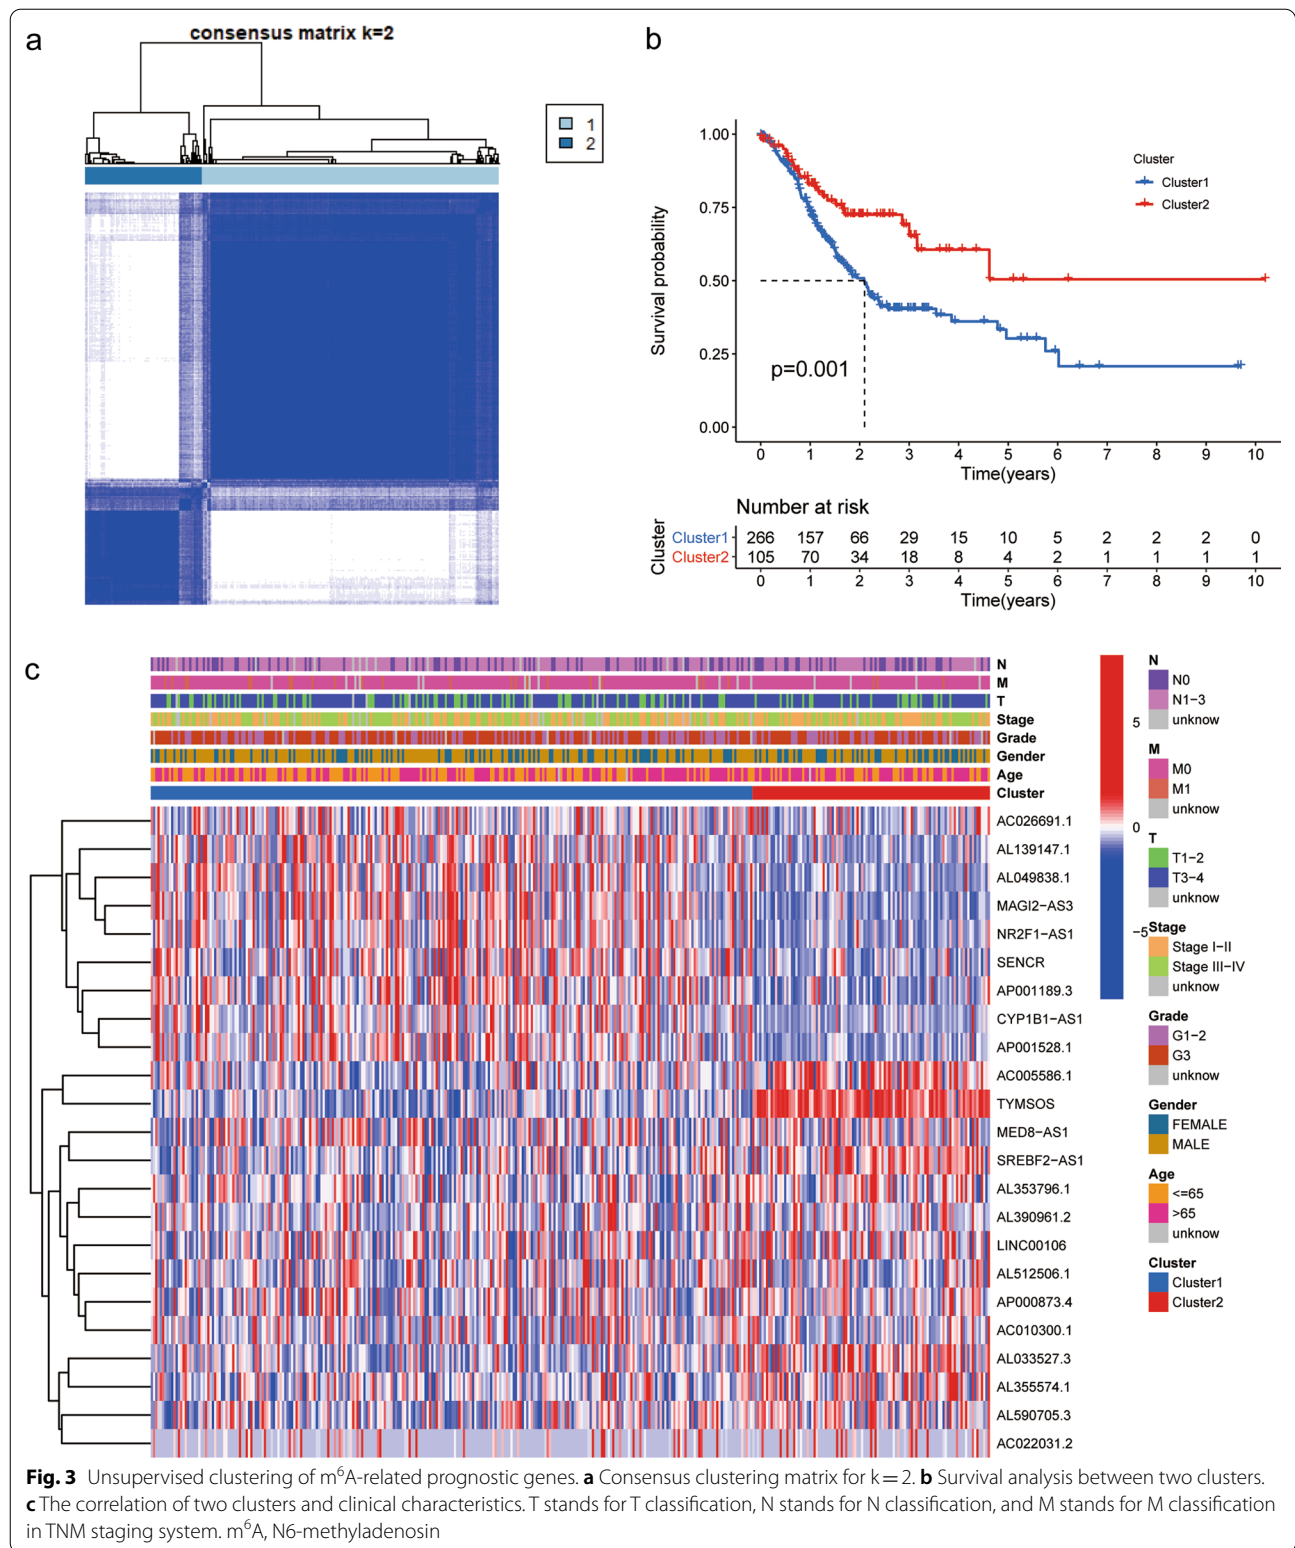 a
consensus matrix k=2
1
2
b
1.00
0.75
0.50
0.25
0.00
Survival probability
p=0.001
Cluster
Cluster1
Cluster2
0 1 2 3 4 5 6 7 8 9 10
Time(years)
Number at risk
Cluster
Cluster1 266 157 66 29 15 10 5 2 2 2 0
Cluster2 105 70 34 18 8 4 2 1 1 1 1
0 1 2 3 4 5 6 7 8 9 10
Time(years)
c
N
M
T
Stage
Grade
Gender
Age
Cluster
AC026691.1
AL139147.1
AL049838.1
MAGI2−AS3
NR2F1−AS1
SENCR
AP001189.3
CYP1B1−AS1
AP001528.1
AC005586.1
TYMSOS
MED8−AS1
SREBF2−AS1
AL353796.1
AL390961.2
LINC00106
AL512506.1
AP000873.4
AC010300.1
AL033527.3
AL355574.1
AL590705.3
AC022031.2
5
0
−5
N
N0
N1−3
unknow
M
M0
M1
unknow
T
T1−2
T3−4
unknow
Stage
Stage I−II
Stage III−IV
unknow
Grade
G1−2
G3
unknow
Gender
FEMALE
MALE
Age
<=65
>65
unknow
Cluster
Cluster1
Cluster2
Fig. 3 Unsupervised clustering of m⁶A-related prognostic genes. a Consensus clustering matrix for k = 2. b Survival analysis between two clusters.
c The correlation of two clusters and clinical characteristics. T stands for T classification, N stands for N classification, and M stands for M classification
in TNM staging system. m⁶A, N6-methyladenosin